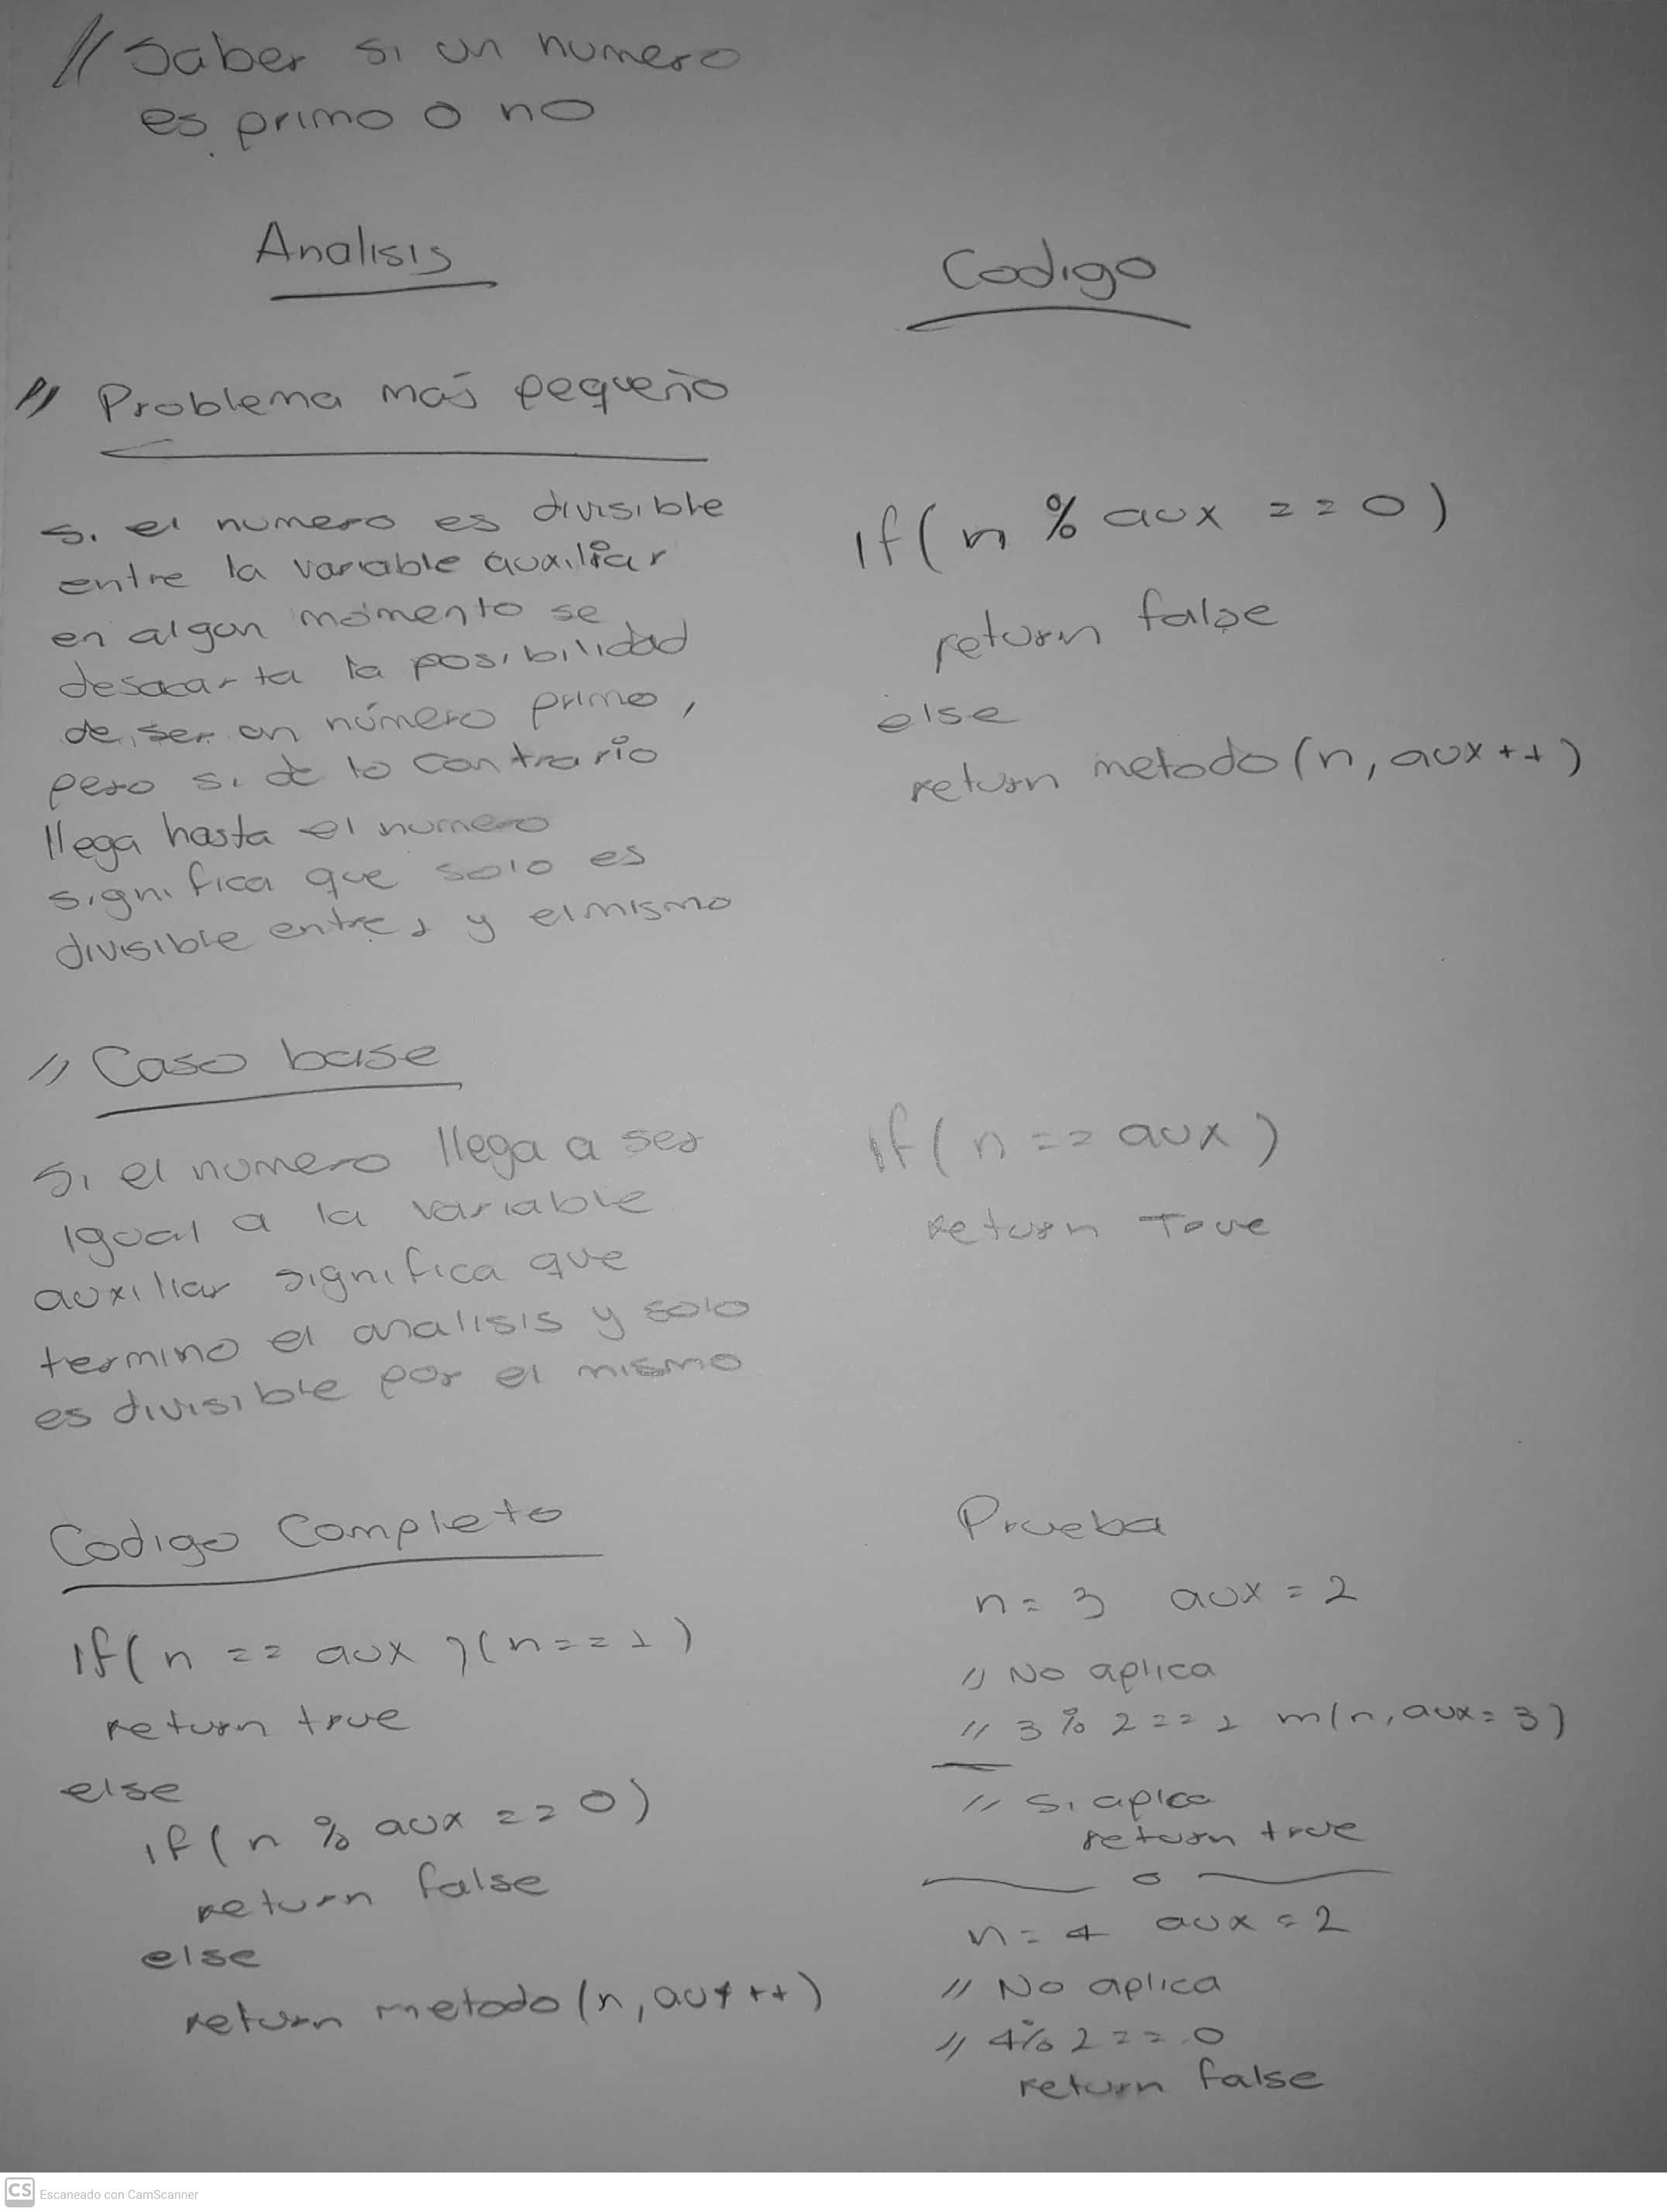 // Saber si un numero
es primo o no
Analisis
Codigo
// Problema más pequeño
si el numero es divisible
entre la variable auxiliar
en algun momento se
desacarta la posibilidad
de ser un número primo,
pero si de lo contrario
llega hasta el numero
significa que solo es
divisible entre 1 y el mismo
if(n % aux == 0)
return false
else
return metodo(n, aux++)
// Caso base
Si el numero llega a ser
igual a la variable
auxiliar significa que
termino el analisis y solo
es divisible por el mismo
if(n == aux)
return True
Codigo Completo
if(n == aux )(n==1)
return true
else
if(n % aux == 0)
return false
else
return metodo(n, aux++)
Prueba
n = 3 aux = 2
// No aplica
// 3 % 2 == 1 m(n, aux = 3)
// Si aplica
return true
n = 4 aux = 2
// No aplica
// 4%2 == 0
return false
CS Escaneado con CamScanner